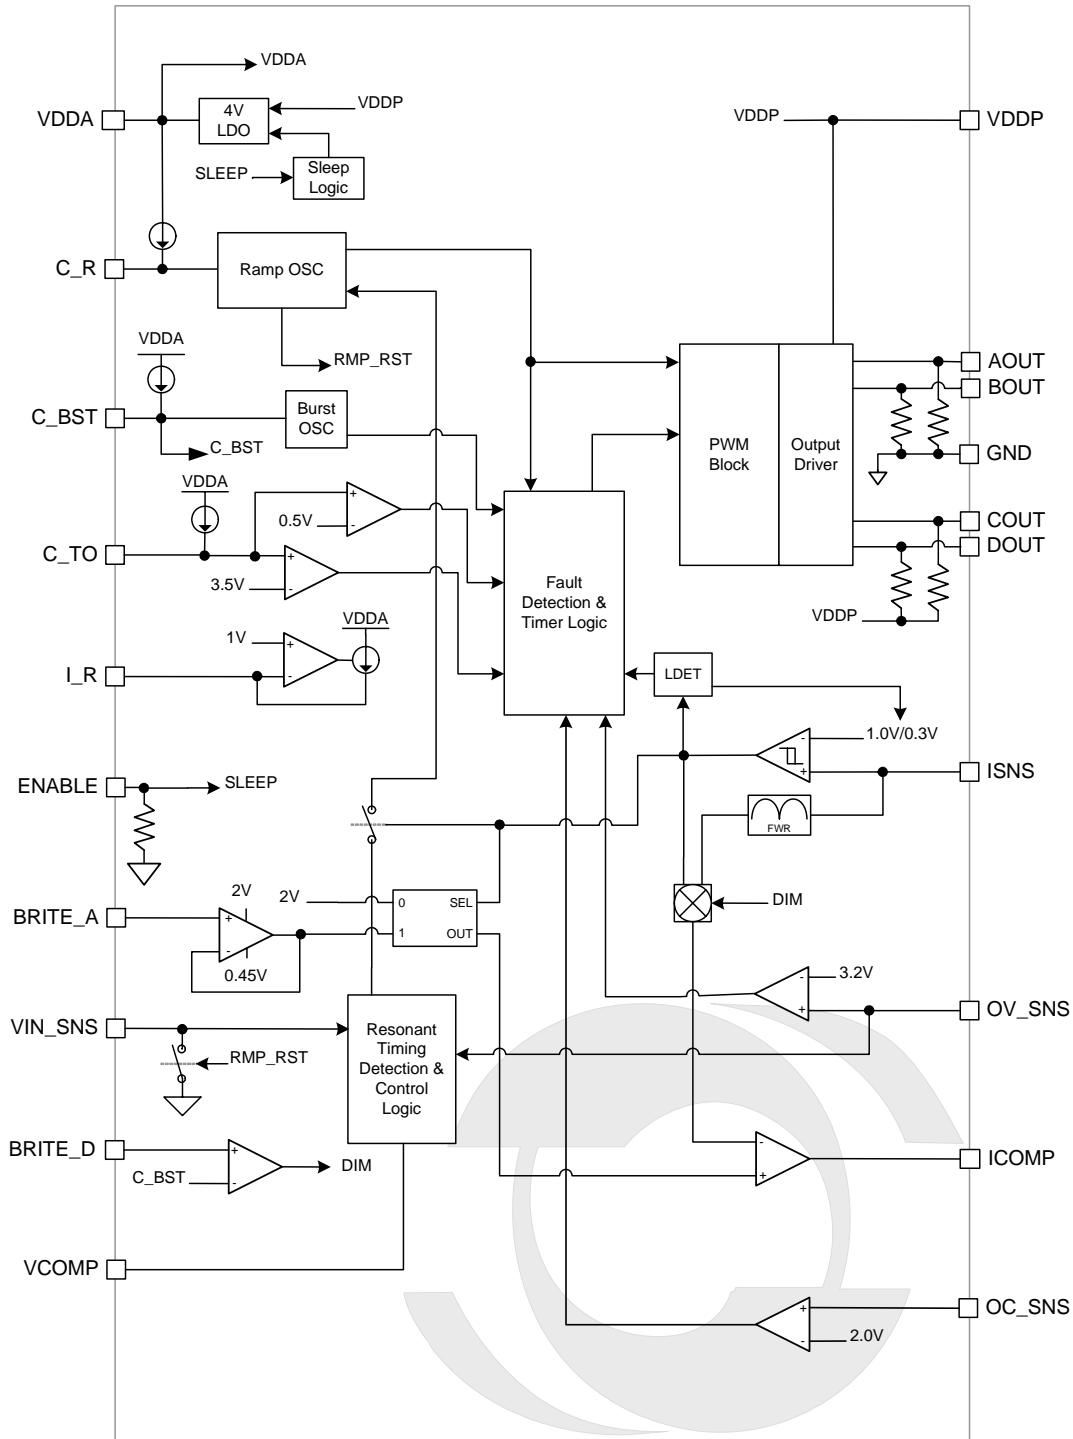 VDDA
VDDA
4V
LDO
VDDP
SLEEP
Sleep
Logic
VDDP
VDDP
C_R
Ramp OSC
RMP_RST
VDDA
C_BST
Burst
OSC
C_BST
PWM
Block
Output
Driver
AOUT
BOUT
GND
VDDA
C_TO
+
0.5V
-
+
3.5V
-
COUT
DOUT
VDDP
Fault
Detection &
Timer Logic
VDDA
I_R
1V
+
-
LDET
-
1.0V/0.3V
+
ISNS
FWR
ENABLE
SLEEP
DIM
BRITE_A
2V
+
-
0.45V
2V
0
SEL
1
OUT
-
3.2V
+
OV_SNS
VIN_SNS
RMP_RST
Resonant
Timing
Detection &
Control
Logic
BRITE_D
+
C_BST
-
DIM
-
+
ICOMP
VCOMP
+
OC_SNS
-
2.0V